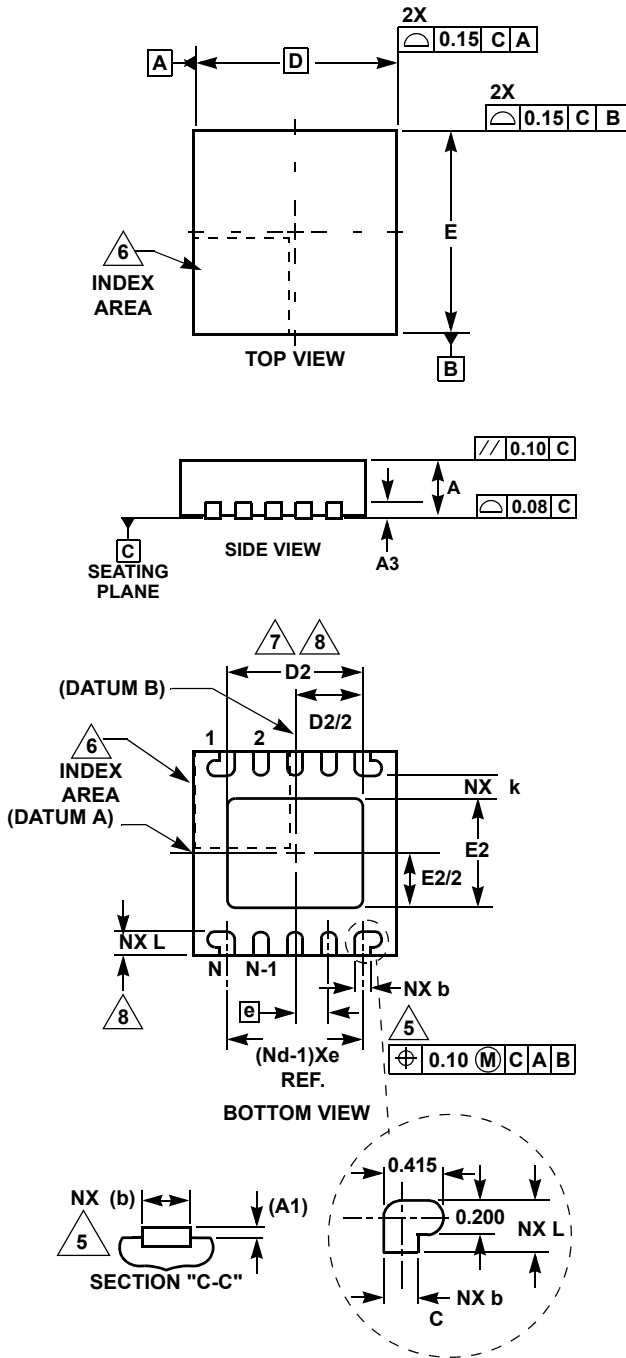 2X
0.15 C A
A
D
2X
0.15 C B
6
INDEX
AREA
E
TOP VIEW
B
// 0.10 C
A
0.08 C
C
SEATING
PLANE
SIDE VIEW
A3
7 8
D2
(DATUM B)
D2/2
6
INDEX
AREA
(DATUM A)
1 2
NX k
E2
E2/2
NX L
8
N N-1
NX b
e
5
(Nd-1)Xe
REF.
0.10 M C A B
BOTTOM VIEW
NX (b)
(A1)
5
SECTION "C-C"
0.415
0.200
NX L
NX b
C